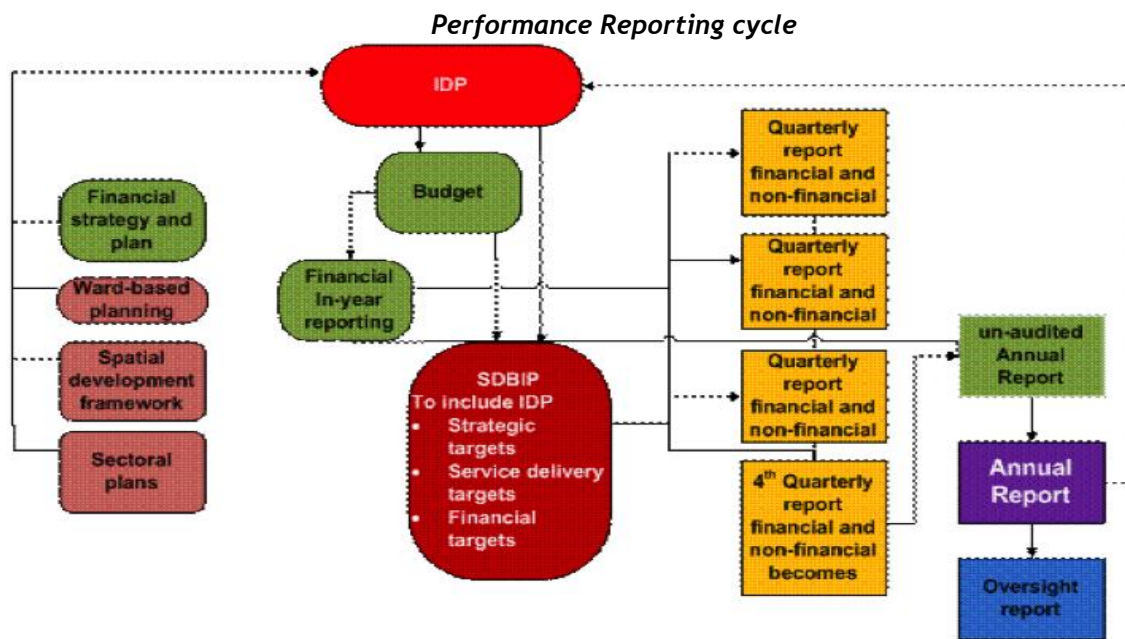 Performance Reporting cycle
IDP
Budget
Financial
strategy and
plan
Ward-based
planning
Spatial
development
framework
Sectoral
plans
Financial
In-year
reporting
SDBIP
To include IDP
• Strategic
targets
• Service delivery
targets
• Financial
targets
Quarterly
report
financial and
non-financial
Quarterly
report
financial and
non-financial
Quarterly
report
financial and
non-financial
4th Quarterly
report
financial and
non-financial
becomes
un-audited
Annual
Report
Annual
Report
Oversight
report